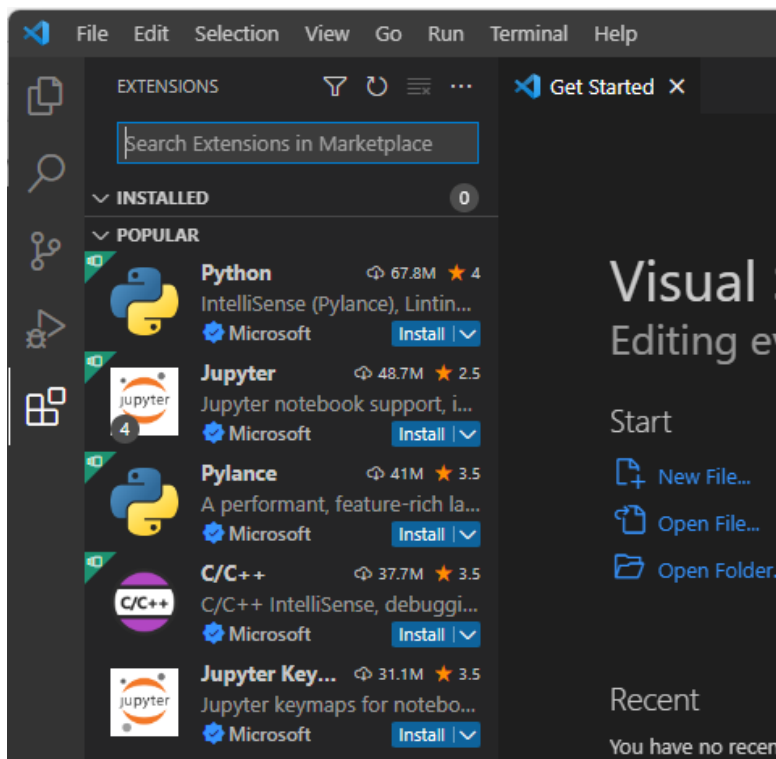 File Edit Selection View Go Run Terminal Help
EXTENSIONS
Search Extensions in Marketplace
INSTALLED 0
POPULAR
Python 67.8M 4
IntelliSense (Pylance), Lintin...
Microsoft Install
jupyter
4
Jupyter 48.7M 2.5
Jupyter notebook support, i...
Microsoft Install
Pylance 41M 3.5
A performant, feature-rich la...
Microsoft Install
C/C++
C/C++ 37.7M 3.5
C/C++ IntelliSense, debuggi...
Microsoft Install
jupyter
Jupyter Key... 31.1M 3.5
Jupyter keymaps for notebo...
Microsoft Install
Get Started
Visual
Editing
Start
New File...
Open File...
Open Folder.
Recent
You have no recen